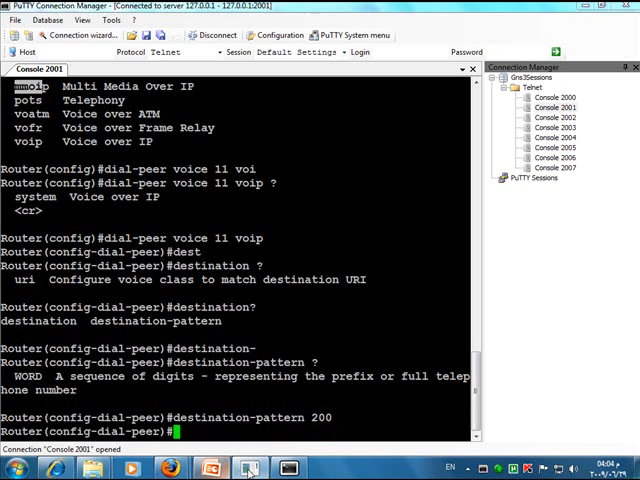 PuTTY Connection Manager - [Connected to server 127.0.0.1 - 127.0.0.1:2001]
File Database View Tools ?
Connection wizard... Disconnect Configuration PuTTY System menu
Host Protocol Telnet Session Default Settings Login Password
Console 2001
mmoip Multi Media Over IP
pots Telephony
voatm Voice over ATM
vofr Voice over Frame Relay
voip Voice over IP
Router(config)#dial-peer voice 11 voi
Router(config)#dial-peer voice 11 voip ?
system Voice over IP
<cr>
Router(config)#dial-peer voice 11 voip
Router(config-dial-peer)#dest
Router(config-dial-peer)#destination ?
uri Configure voice class to match destination URI
Router(config-dial-peer)#destination?
destination destination-pattern
Router(config-dial-peer)#destination-
Router(config-dial-peer)#destination-pattern ?
WORD A sequence of digits - representing the prefix or full telep
hone number
Router(config-dial-peer)#destination-pattern 200
Router(config-dial-peer)#
Connection Manager
Gns3Sessions
Telnet
Console 2000
Console 2001
Console 2002
Console 2003
Console 2004
Console 2005
Console 2006
Console 2007
PuTTY Sessions
Connection "Console 2001" opened
EN
04:04 م
٢٠٠٩/٠٦/٢٩